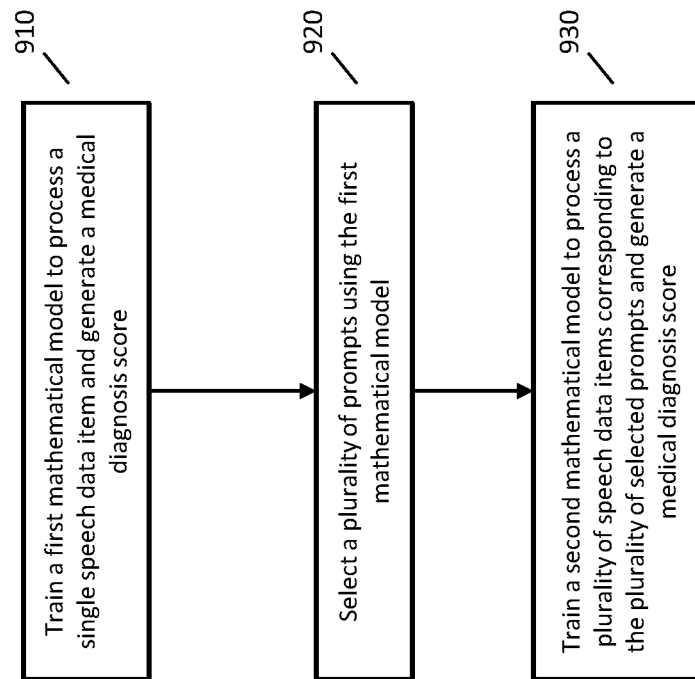 910
Train a first mathematical model to process a
single speech data item and generate a medical
diagnosis score
920
Select a plurality of prompts using the first
mathematical model
930
Train a second mathematical model to process a
plurality of speech data items corresponding to
the plurality of selected prompts and generate a
medical diagnosis score